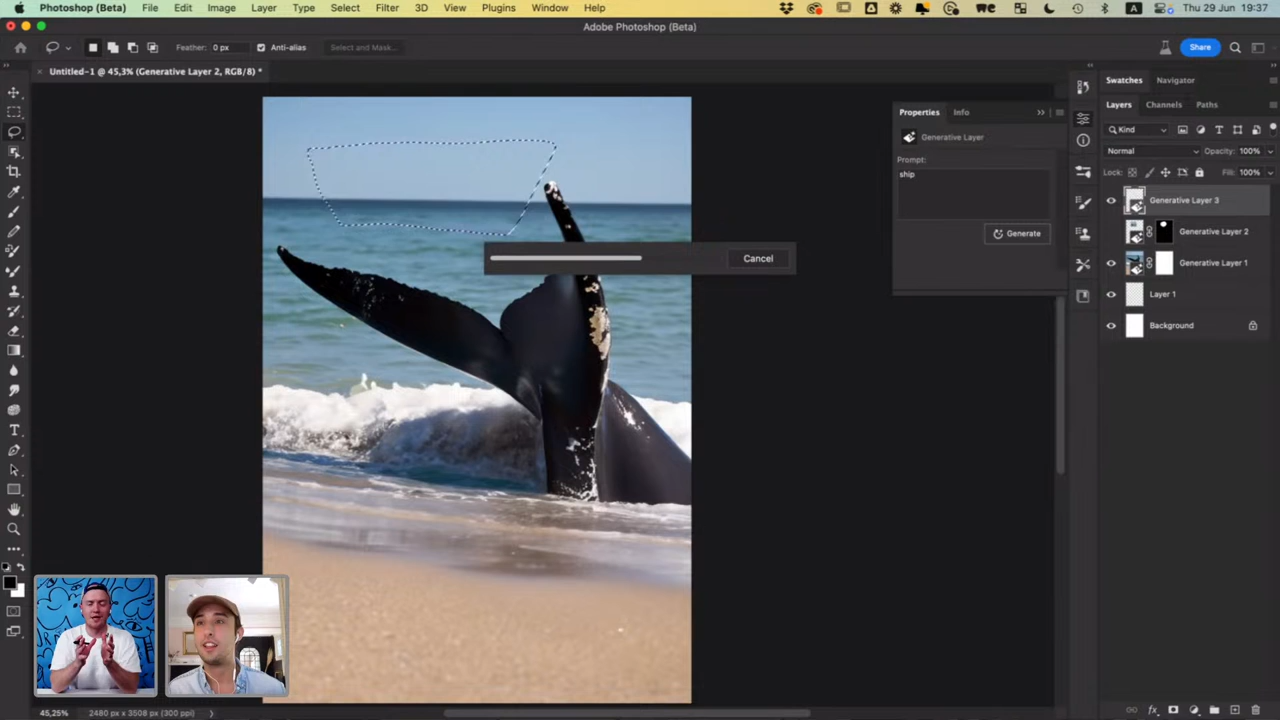 Photoshop (Beta) File Edit Image Layer Type Select Filter 3D View Plugins Window Help A Thu 29 Jun 19:37
Adobe Photoshop (Beta)
Feather: 0 px Anti-alias Select and Mask... Share
Untitled-1 @ 45,3% (Generative Layer 2, RGB/8) *
Swatches Navigator
Layers Channels Paths
Properties Info
Kind
Generative Layer
Normal Opacity: 100%
Prompt:
ship
Lock: Fill: 100%
Generative Layer 3
Generate
Generative Layer 2
Cancel
Generative Layer 1
Layer 1
Background
45,25% 2480 px x 3508 px (300 ppi)